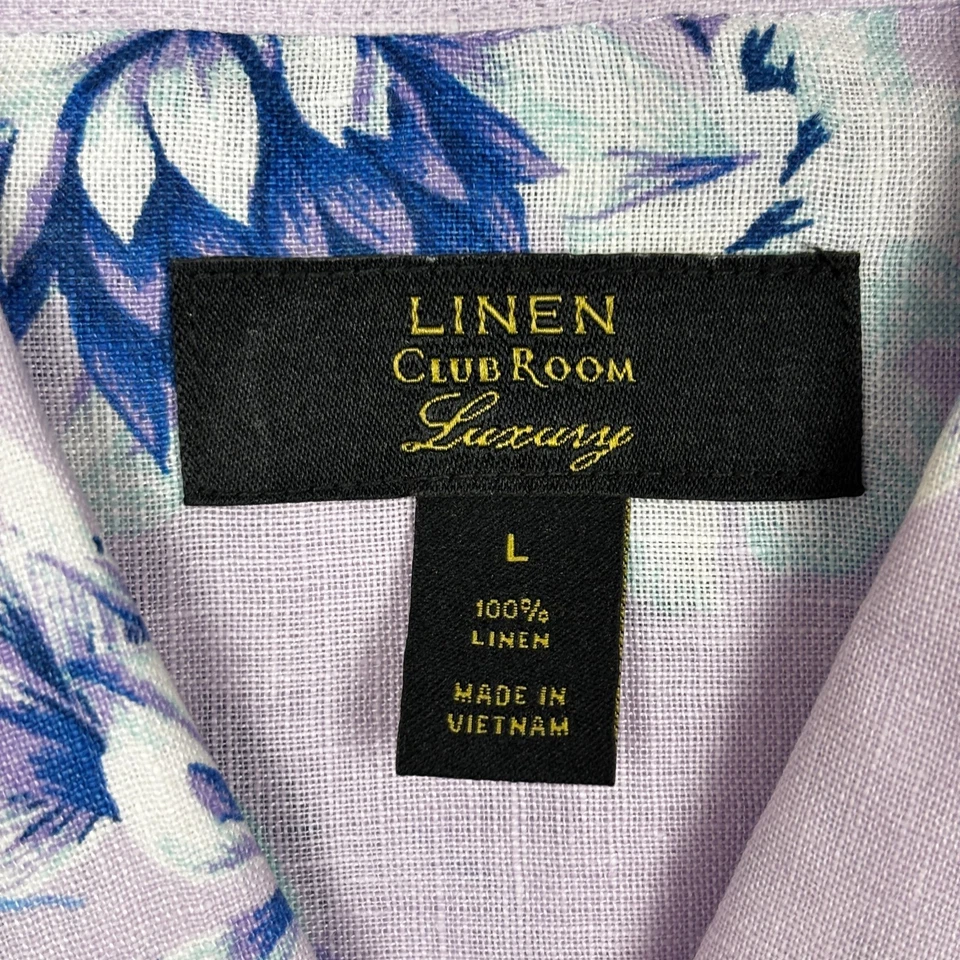 LINEN
CLUB ROOM
Luxury
L
100%
LINEN
MADE IN
VIETNAM